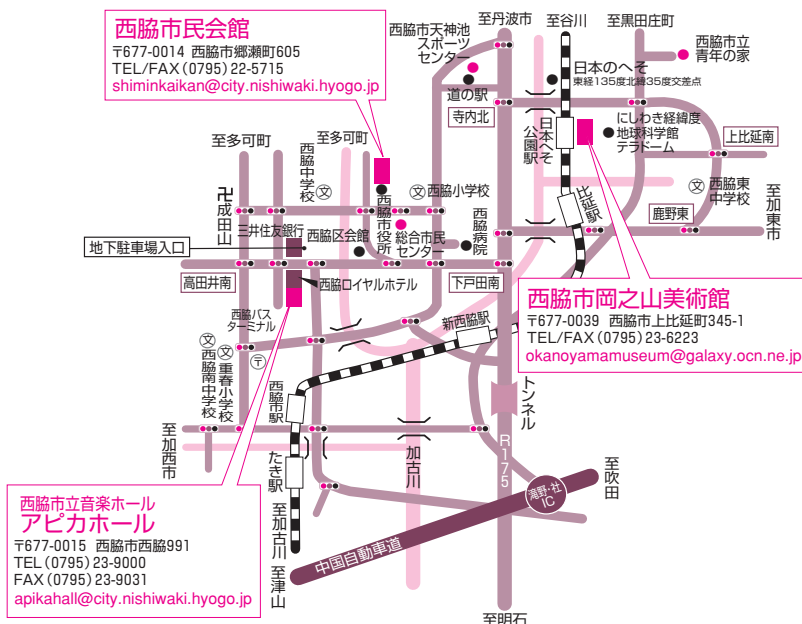 西脇市民会館
〒677-0014 西脇市郷瀬町605
TEL/FAX (0795) 22-5715
shiminkaikan@city.nishiwaki.hyogo.jp
至丹波市
至谷川
至黒田庄町
西脇市天神池
スポーツ
センター
道の駅
日本のへそ
東経135度北緯35度交差点
西脇市立
青年の家
寺内北
日本へそ
公園駅
にしわき経緯度
地球科学館
テラドーム
上比延南
至多可町
至多可町
西脇中学校
文
文
西脇小学校
比延駅
文
西脇東
中学校
至加東市
卍
成田山
三井住友銀行
西脇市役所
総合市民
センター
西脇病院
鹿野東
地下駐車場入口
西脇区会館
高田井南
西脇ロイヤルホテル
下戸田南
西脇市岡之山美術館
〒677-0039 西脇市上比延町345-1
TEL/FAX (0795) 23-6223
okanoyamamuseum@galaxy.ocn.ne.jp
西脇バス
ターミナル
新西脇駅
文
西脇南中学校
文
重春小学校
〒
西脇市駅
トンネル
至加西市
たき駅
加古川
R175
至吹田
滝野・社
IC
西脇市立音楽ホール
アピカホール
〒677-0015 西脇市西脇991
TEL (0795) 23-9000
FAX (0795) 23-9031
apikahall@city.nishiwaki.hyogo.jp
至加古川
中国自動車道
至津山
至明石